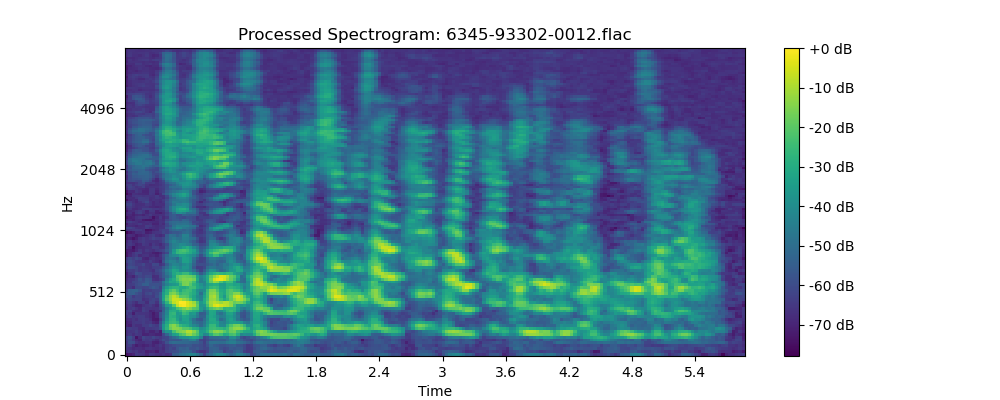 Processed Spectrogram: 6345-93302-0012.flac
Hz
4096
2048
1024
512
0
0 0.6 1.2 1.8 2.4 3 3.6 4.2 4.8 5.4
Time
+0 dB
-10 dB
-20 dB
-30 dB
-40 dB
-50 dB
-60 dB
-70 dB